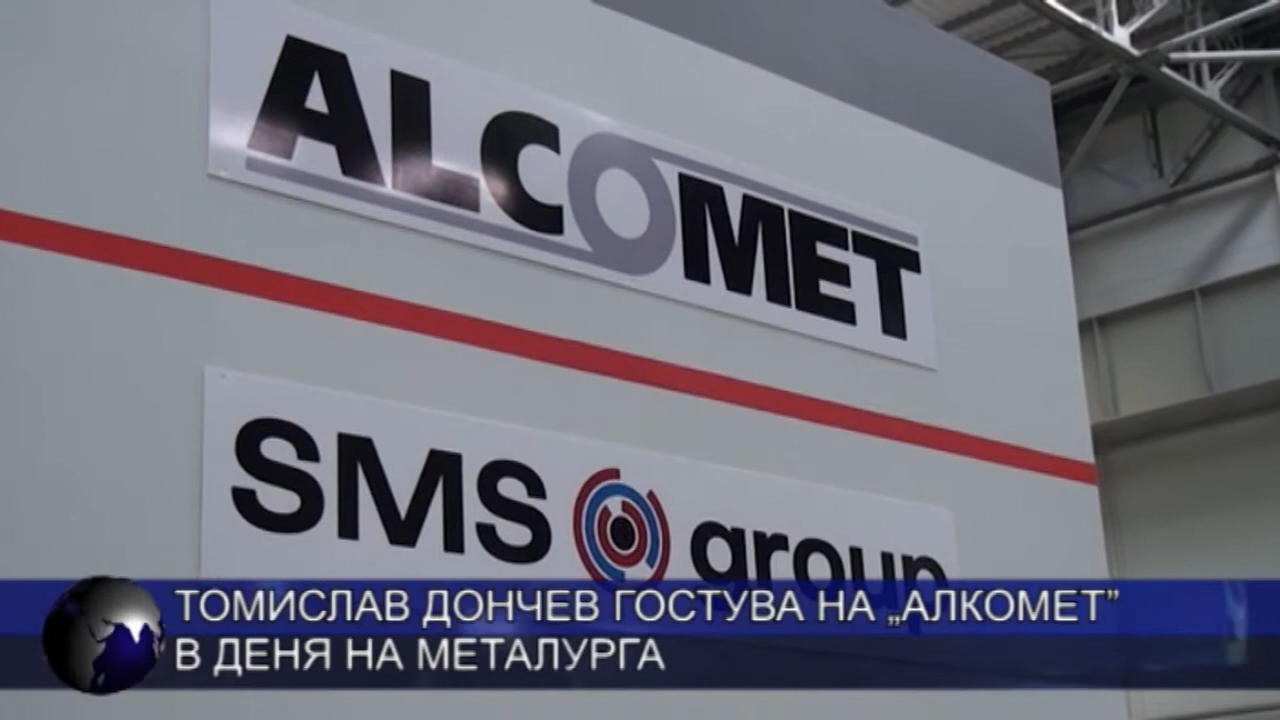 ALCOMET
SMS group
ТОМИСЛАВ ДОНЧЕВ ГОСТУВА НА „АЛКОМЕТ”
В ДЕНЯ НА МЕТАЛУРГА